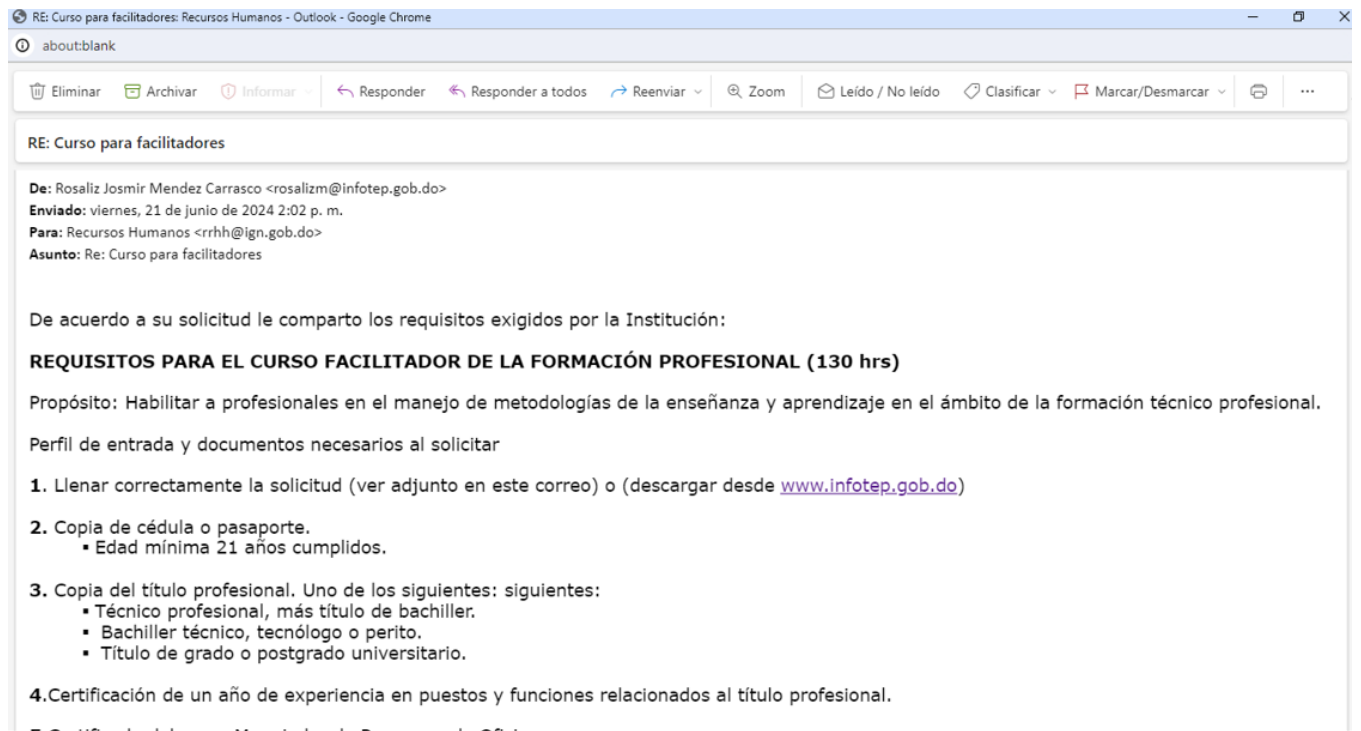 RE: Curso para facilitadores: Recursos Humanos - Outlook - Google Chrome
about:blank
Eliminar Archivar Informar Responder Responder a todos Reenviar Zoom Leído / No leído Clasificar Marcar/Desmarcar ...
RE: Curso para facilitadores
De: Rosaliz Josmir Mendez Carrasco <rosalizm@infotep.gob.do>
Enviado: viernes, 21 de junio de 2024 2:02 p. m.
Para: Recursos Humanos <rrhh@ign.gob.do>
Asunto: Re: Curso para facilitadores
De acuerdo a su solicitud le comparto los requisitos exigidos por la Institución:
REQUISITOS PARA EL CURSO FACILITADOR DE LA FORMACIÓN PROFESIONAL (130 hrs)
Propósito: Habilitar a profesionales en el manejo de metodologías de la enseñanza y aprendizaje en el ámbito de la formación técnico profesional.
Perfil de entrada y documentos necesarios al solicitar
1. Llenar correctamente la solicitud (ver adjunto en este correo) o (descargar desde www.infotep.gob.do)
2. Copia de cédula o pasaporte.
▪ Edad mínima 21 años cumplidos.
3. Copia del título profesional. Uno de los siguientes: siguientes:
▪ Técnico profesional, más título de bachiller.
▪ Bachiller técnico, tecnólogo o perito.
▪ Título de grado o postgrado universitario.
4.Certificación de un año de experiencia en puestos y funciones relacionados al título profesional.